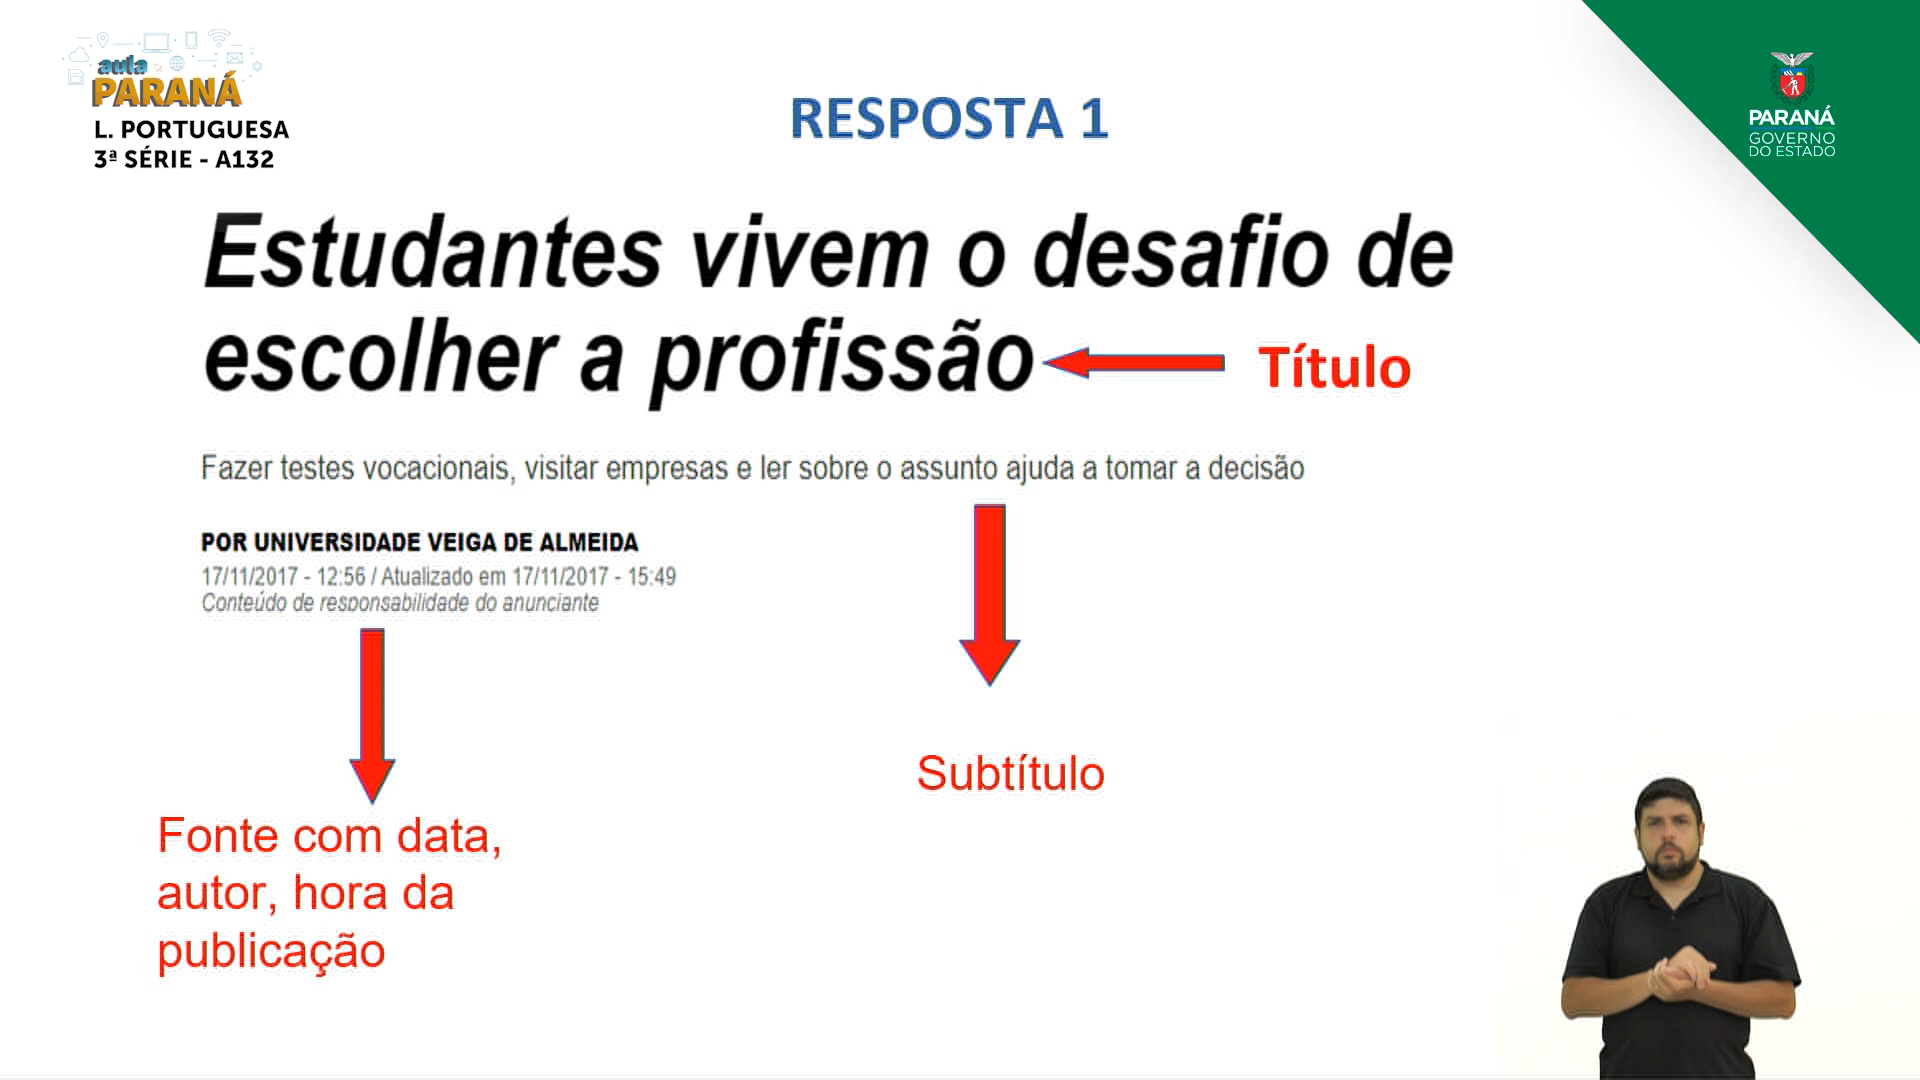 aula
PARANÁ
L. PORTUGUESA
3ª SÉRIE - A132
RESPOSTA 1
PARANÁ
GOVERNO
DO ESTADO
Estudantes vivem o desafio de
escolher a profissão
Título
Fazer testes vocacionais, visitar empresas e ler sobre o assunto ajuda a tomar a decisão
POR UNIVERSIDADE VEIGA DE ALMEIDA
17/11/2017 - 12:56 / Atualizado em 17/11/2017 - 15:49
Conteúdo de responsabilidade do anunciante
Subtítulo
Fonte com data,
autor, hora da
publicação